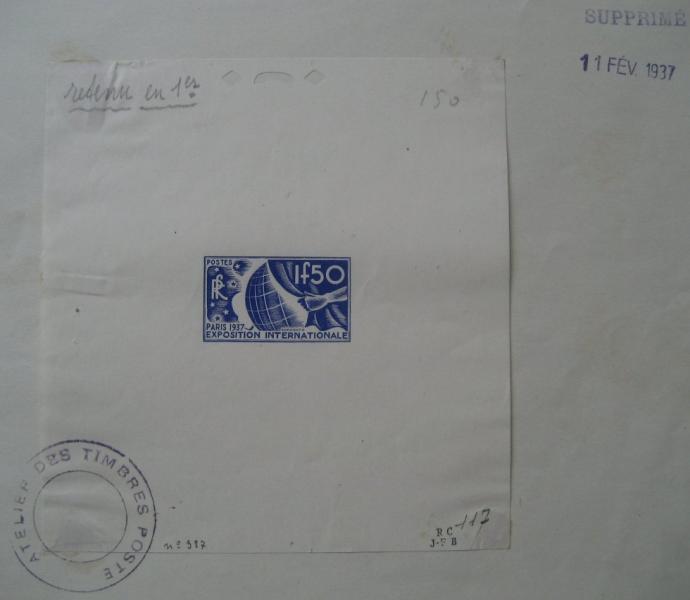 SUPPRIMÉ
11 FÉV. 1937
retenu en 1er
150
POSTES
1f50
RF
PARIS 1937
EXPOSITION INTERNATIONALE
ATELIER DES TIMBRES POSTE
R C
J-F B
117